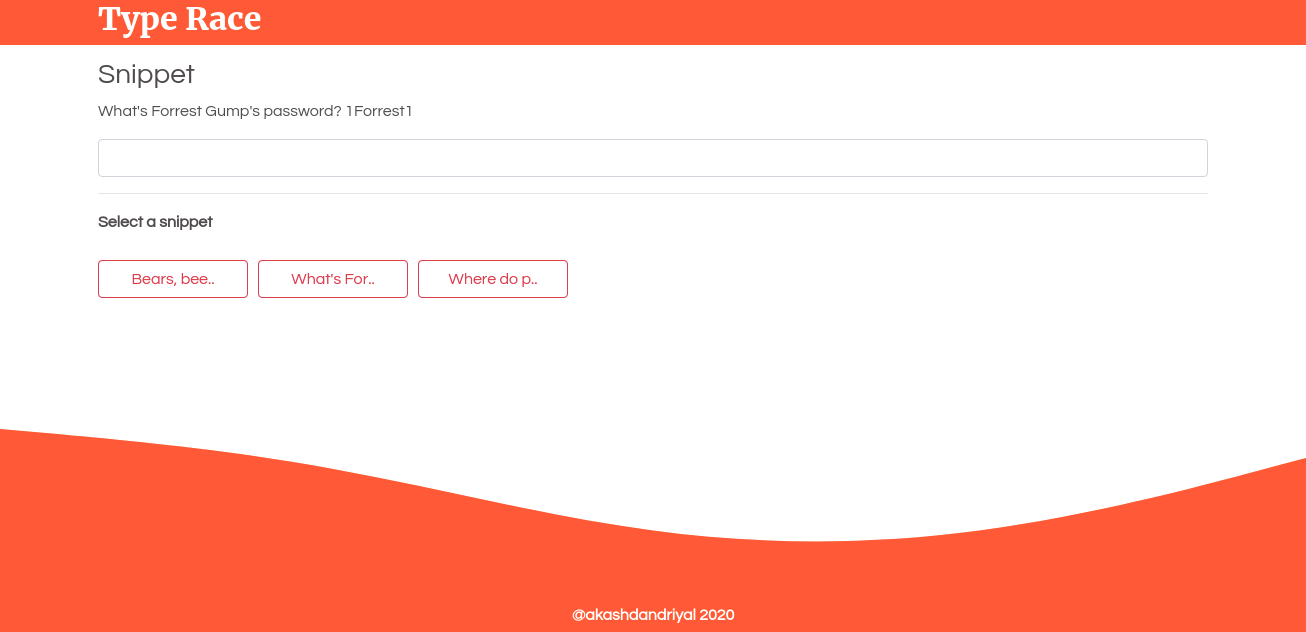 Type Race
Snippet
What's Forrest Gump's password? 1Forrest1
Select a snippet
Bears, bee..
What's For..
Where do p..
@akashdandriyal 2020